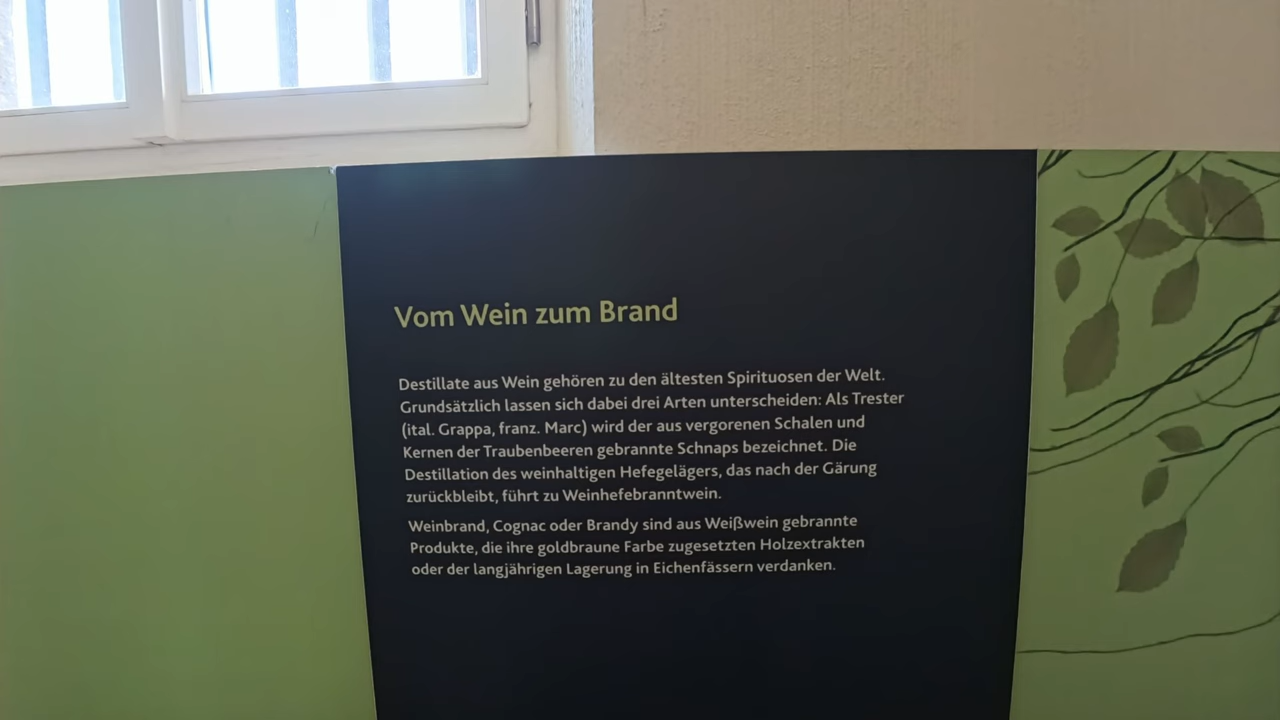 Vom Wein zum Brand
Destillate aus Wein gehören zu den ältesten Spirituosen der Welt.
Grundsätzlich lassen sich dabei drei Arten unterscheiden: Als Trester
(ital. Grappa, franz. Marc) wird der aus vergorenen Schalen und
Kernen der Traubenbeeren gebrannte Schnaps bezeichnet. Die
Destillation des weinhaltigen Hefegelägers, das nach der Gärung
zurückbleibt, führt zu Weinhefebranntwein.
Weinbrand, Cognac oder Brandy sind aus Weißwein gebrannte
Produkte, die ihre goldbraune Farbe zugesetzten Holzextrakten
oder der langjährigen Lagerung in Eichenfässern verdanken.